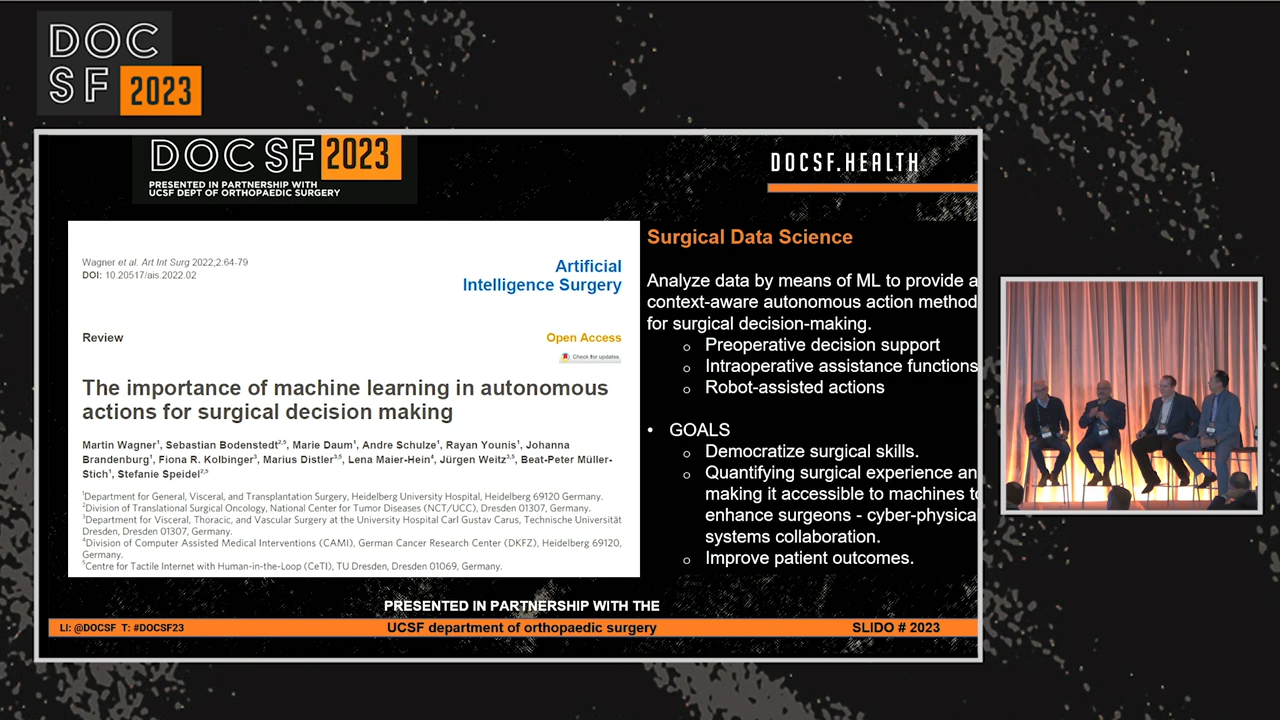 DOC
SF 2023
DOC SF 2023
PRESENTED IN PARTNERSHIP WITH
UCSF DEPT OF ORTHOPAEDIC SURGERY
DOCSF.HEALTH
Wagner et al. Art Int Surg 2022;2:64-79
DOI: 10.20517/ais.2022.02
Artificial
Intelligence Surgery
Review
Open Access
Check for updates
The importance of machine learning in autonomous
actions for surgical decision making
Martin Wagner1, Sebastian Bodenstedt2,5, Marie Daum1, Andre Schulze1, Rayan Younis1, Johanna
Brandenburg1, Fiona R. Kolbinger3, Marius Distler3,5, Lena Maier-Hein4, Jürgen Weitz3,5, Beat-Peter Müller-
Stich1, Stefanie Speidel2,5
1Department for General, Visceral, and Transplantation Surgery, Heidelberg University Hospital, Heidelberg 69120 Germany.
2Division of Translational Surgical Oncology, National Center for Tumor Diseases (NCT/UCC), Dresden 01307, Germany.
3Department for Visceral, Thoracic, and Vascular Surgery at the University Hospital Carl Gustav Carus, Technische Universität
Dresden, Dresden 01307, Germany.
4Division of Computer Assisted Medical Interventions (CAMI), German Cancer Research Center (DKFZ), Heidelberg 69120,
Germany.
5Centre for Tactile Internet with Human-in-the-Loop (CeTI), TU Dresden, Dresden 01069, Germany.
Surgical Data Science
Analyze data by means of ML to provide a
context-aware autonomous action method
for surgical decision-making.
o Preoperative decision support
o Intraoperative assistance functions
o Robot-assisted actions
• GOALS
o Democratize surgical skills.
o Quantifying surgical experience an
making it accessible to machines to
enhance surgeons - cyber-physica
systems collaboration.
o Improve patient outcomes.
PRESENTED IN PARTNERSHIP WITH THE
LI: @DOCSF T: #DOCSF23
UCSF department of orthopaedic surgery
SLIDO # 2023